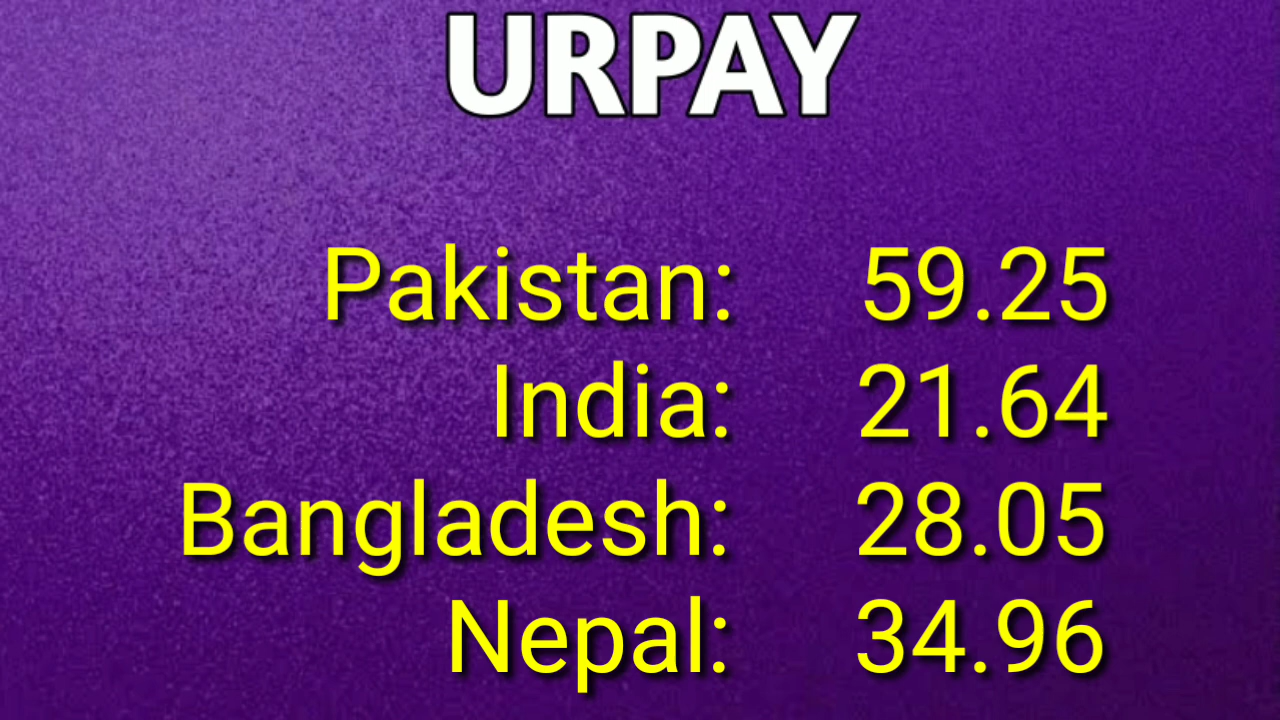 URPAY
Pakistan: 59.25
India: 21.64
Bangladesh: 28.05
Nepal: 34.96